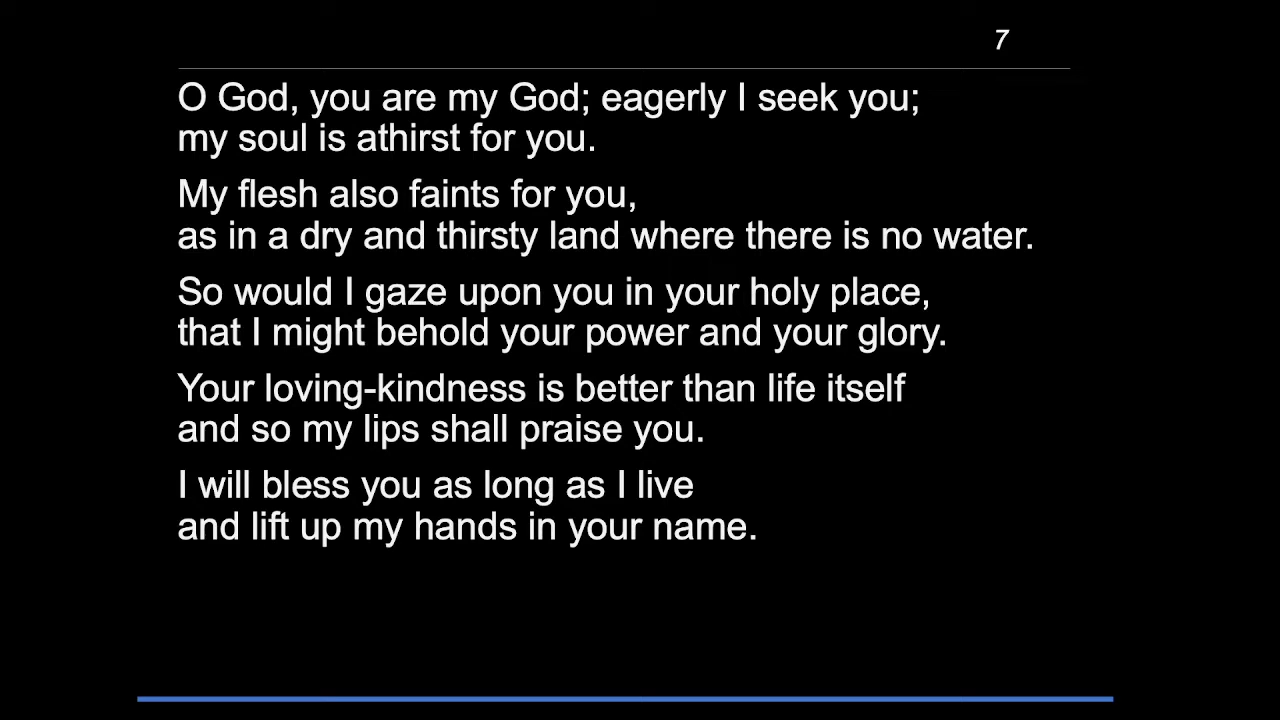 7
O God, you are my God; eagerly I seek you;
my soul is athirst for you.
My flesh also faints for you,
as in a dry and thirsty land where there is no water.
So would I gaze upon you in your holy place,
that I might behold your power and your glory.
Your loving-kindness is better than life itself
and so my lips shall praise you.
I will bless you as long as I live
and lift up my hands in your name.